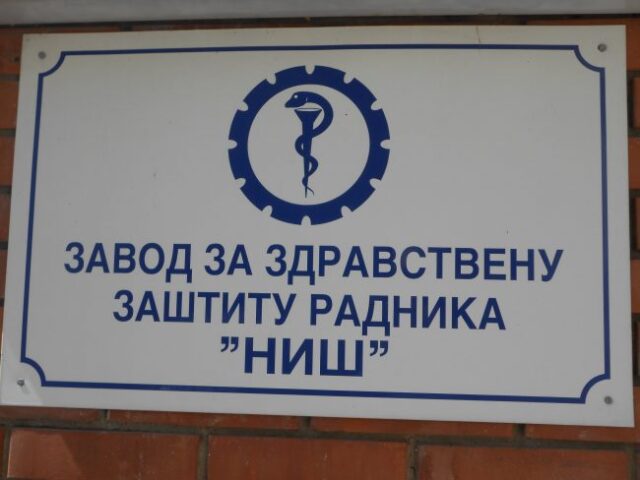 ЗАВОД ЗА ЗДРАВСТВЕНУ
ЗАШТИТУ РАДНИКА
”НИШ”